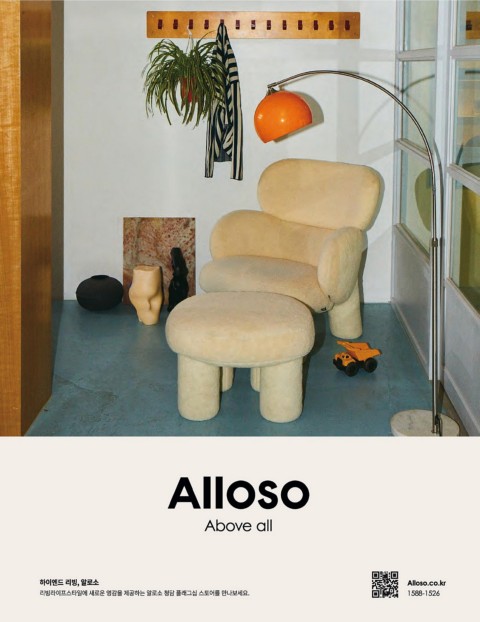 Alloso
Above all
하이엔드 리빙, 알로소
리빙라이프스타일에 새로운 영감을 제공하는 알로소 청담 플래그십 스토어를 만나보세요.
Alloso.co.kr
1588-1526